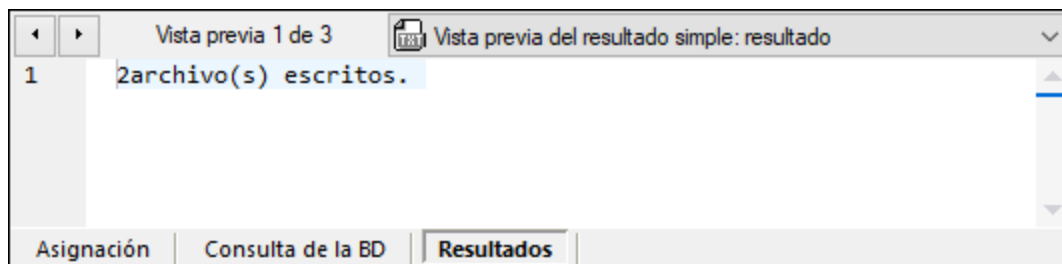 Vista previa 1 de 3
TEXT Vista previa del resultado simple: resultado
1 2archivo(s) escritos.
Asignación Consulta de la BD Resultados